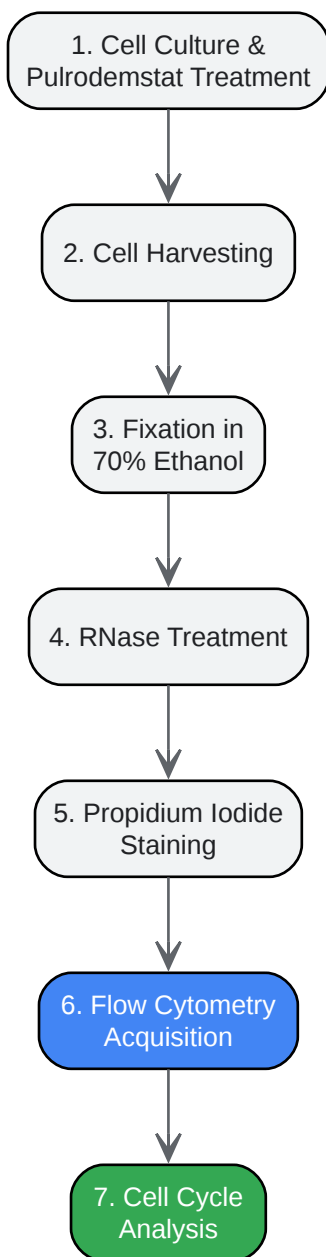 1. Cell Culture &
Pulrodemstat Treatment
2. Cell Harvesting
3. Fixation in
70% Ethanol
4. RNase Treatment
5. Propidium Iodide
Staining
6. Flow Cytometry
Acquisition
7. Cell Cycle
Analysis